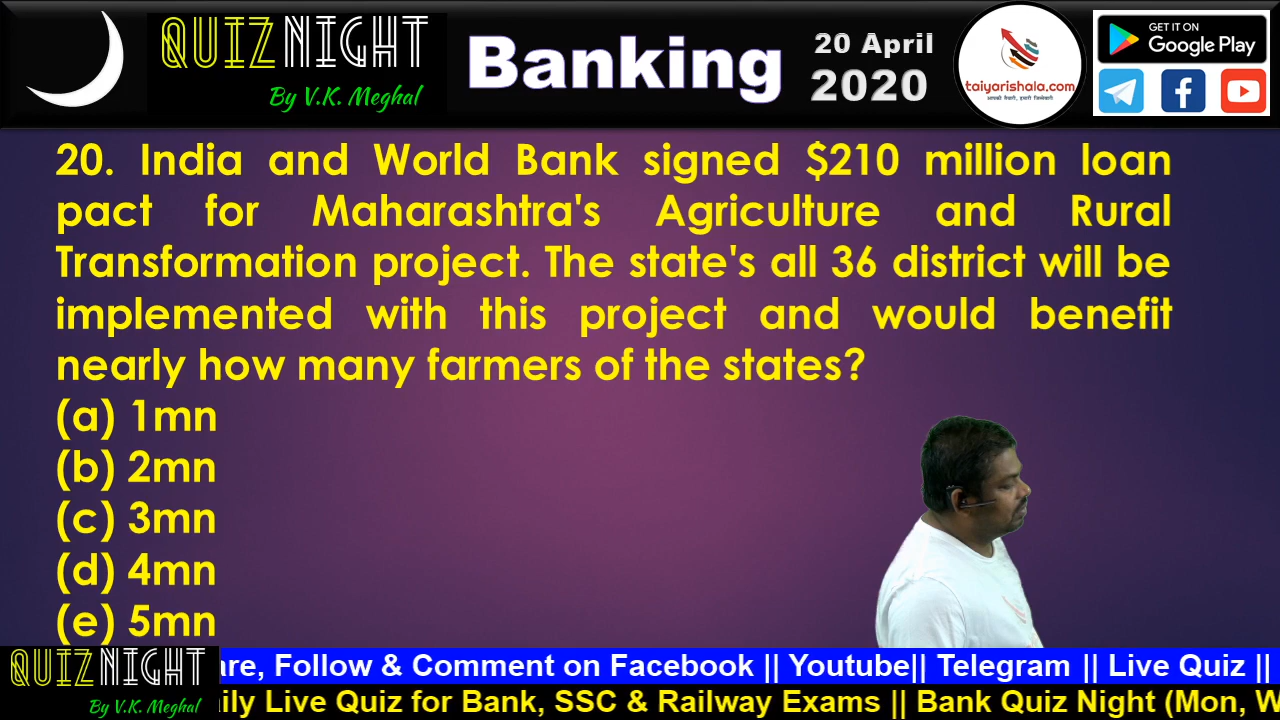 QUIZ NIGHT
By V.K. Meghal
Banking
20 April
2020
taiyarishala.com
आपकी तैयारी, हमारी जिम्मेदारी
GET IT ON
Google Play
20. India and World Bank signed $210 million loan
pact for Maharashtra's Agriculture and Rural
Transformation project. The state's all 36 district will be
implemented with this project and would benefit
nearly how many farmers of the states?
(a) 1mn
(b) 2mn
(c) 3mn
(d) 4mn
(e) 5mn
QUIZ NIGHT
By V.K. Meghal
are, Follow & Comment on Facebook || Youtube|| Telegram || Live Quiz ||
ily Live Quiz for Bank, SSC & Railway Exams || Bank Quiz Night (Mon, W